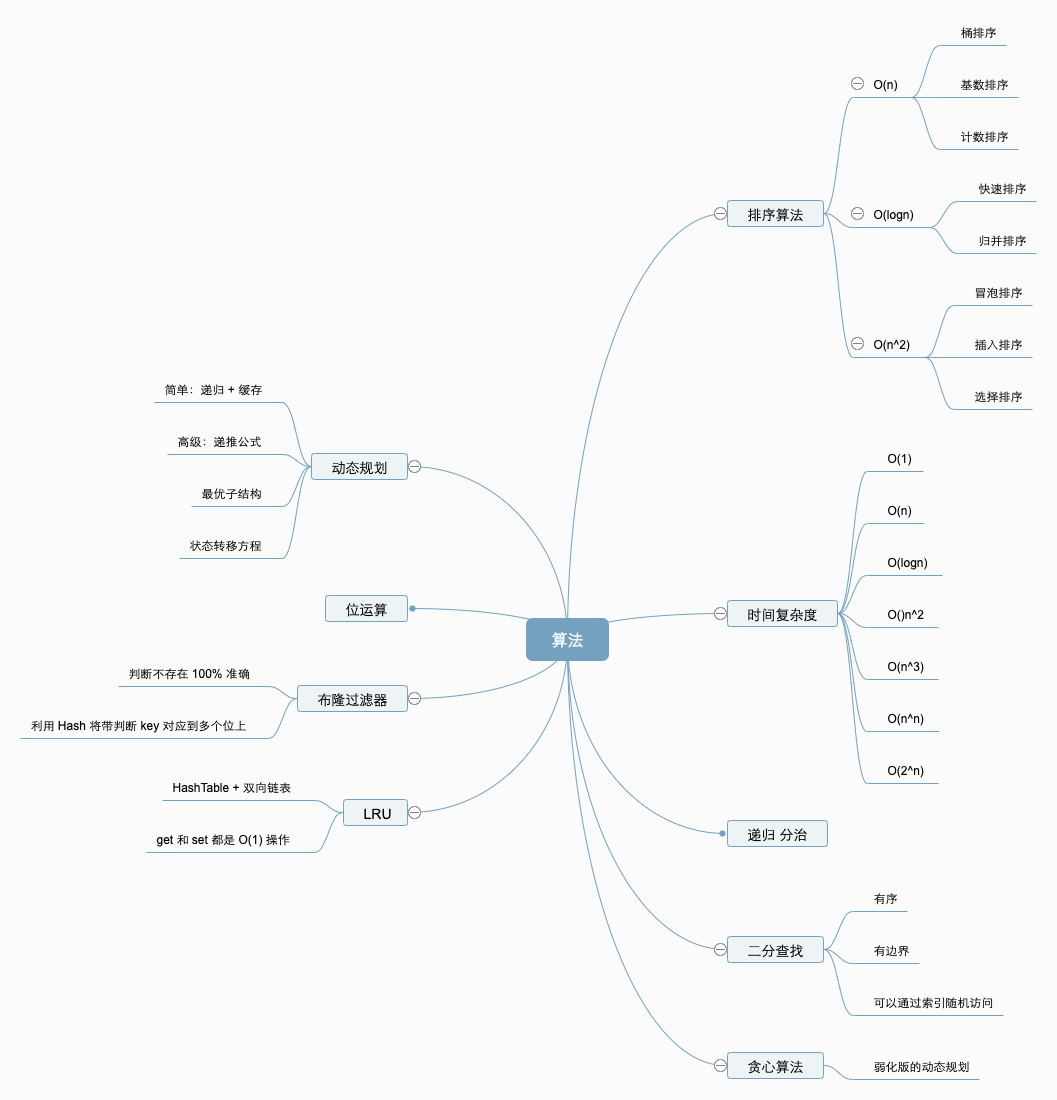 算法
排序算法
O(n)
桶排序
基数排序
计数排序
O(logn)
快速排序
归并排序
O(n^2)
冒泡排序
插入排序
选择排序
时间复杂度
O(1)
O(n)
O(logn)
O()n^2
O(n^3)
O(n^n)
O(2^n)
递归 分治
二分查找
有序
有边界
可以通过索引随机访问
贪心算法
弱化版的动态规划
动态规划
简单：递归 + 缓存
高级：递推公式
最优子结构
状态转移方程
位运算
布隆过滤器
判断不存在 100% 准确
利用 Hash 将带判断 key 对应到多个位上
LRU
HashTable + 双向链表
get 和 set 都是 O(1) 操作